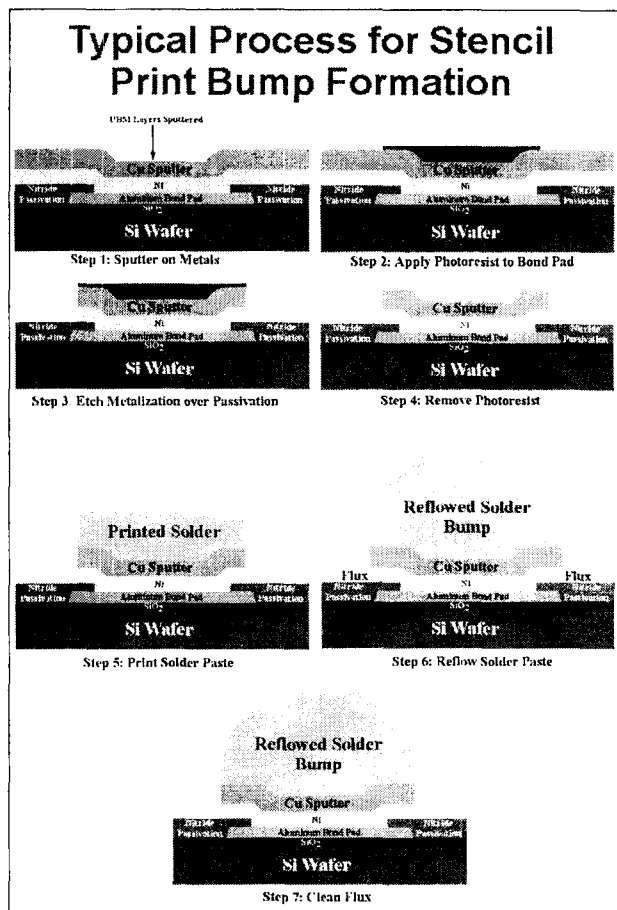 Typical Process for Stencil
Print Bump Formation
UBM Layers Sputtered
Cu Sputter
Nitride
Passivation
Ni
Nitride
Passivation
Aluminum Bond Pad
SiO2
Si Wafer
Step 1: Sputter on Metals
Cu Sputter
Nitride
Passivation
Ni
Nitride
Passivation
Aluminum Bond Pad
SiO2
Si Wafer
Step 2: Apply Photoresist to Bond Pad
Cu Sputter
Nitride
Passivation
Ni
Nitride
Passivation
Aluminum Bond Pad
SiO2
Si Wafer
Step 3 Etch Metalization over Passivation
Cu Sputter
Nitride
Passivation
Ni
Nitride
Passivation
Aluminum Bond Pad
SiO2
Si Wafer
Step 4: Remove Photoresist
Printed Solder
Cu Sputter
Nitride
Passivation
Ni
Nitride
Passivation
Aluminum Bond Pad
SiO2
Si Wafer
Step 5: Print Solder Paste
Reflowed Solder
Bump
Cu Sputter
Flux
Flux
Nitride
Passivation
Ni
Nitride
Passivation
Aluminum Bond Pad
SiO2
Si Wafer
Step 6: Reflow Solder Paste
Reflowed Solder
Bump
Cu Sputter
Nitride
Passivation
Ni
Nitride
Passivation
Aluminum Bond Pad
SiO2
Si Wafer
Step 7: Clean Flux